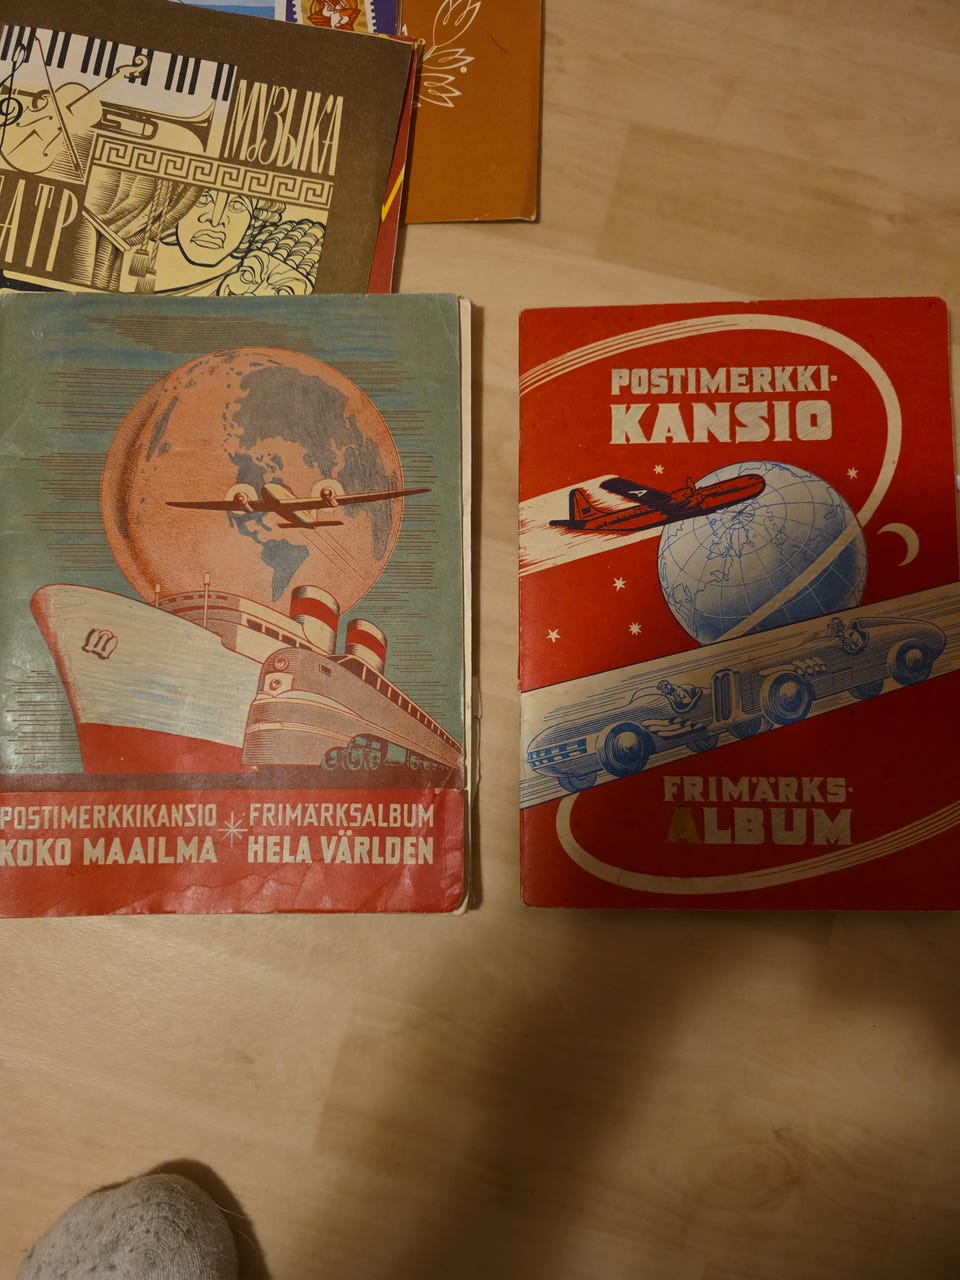 МУЗЫКА
АТР
POSTIMERKKIKANSIO
KOKO MAAILMA
FRIMÄRKSALBUM
HELA VÄRLDEN
POSTIMERKKI-
KANSIO
A
FRIMÄRKS-
ALBUM